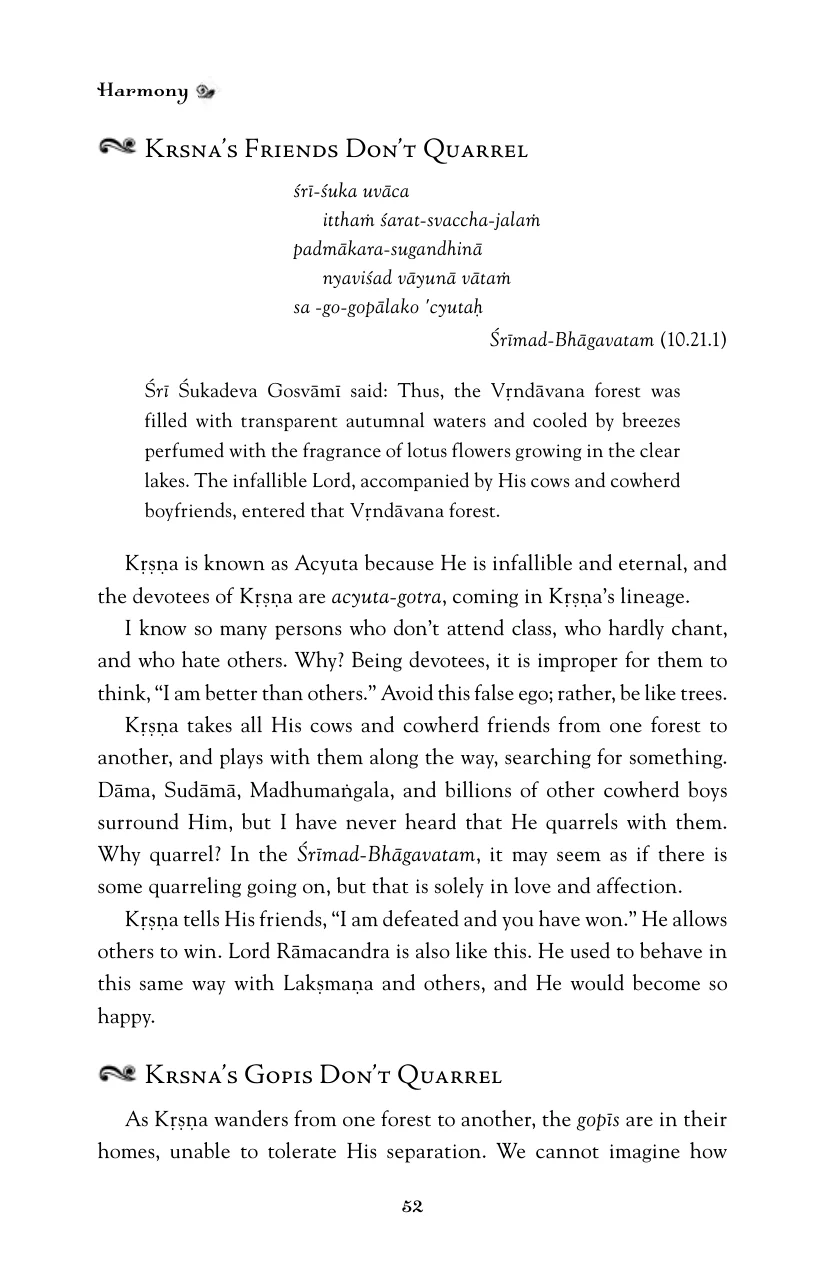 Harmony
Krsna's Friends Don't Quarrel
śrī-śuka uvāca
itthaṁ śarat-svaccha-jalaṁ
padmākara-sugandhinā
nyaviśad vāyunā vātaṁ
sa -go-gopālako 'cyutaḥ
Śrīmad-Bhāgavatam (10.21.1)
Śrī Śukadeva Gosvāmī said: Thus, the Vṛndāvana forest was
filled with transparent autumnal waters and cooled by breezes
perfumed with the fragrance of lotus flowers growing in the clear
lakes. The infallible Lord, accompanied by His cows and cowherd
boyfriends, entered that Vṛndāvana forest.
Kṛṣṇa is known as Acyuta because He is infallible and eternal, and
the devotees of Kṛṣṇa are acyuta-gotra, coming in Kṛṣṇa's lineage.
I know so many persons who don't attend class, who hardly chant,
and who hate others. Why? Being devotees, it is improper for them to
think, “I am better than others.” Avoid this false ego; rather, be like trees.
Kṛṣṇa takes all His cows and cowherd friends from one forest to
another, and plays with them along the way, searching for something.
Dāma, Sudāmā, Madhumaṅgala, and billions of other cowherd boys
surround Him, but I have never heard that He quarrels with them.
Why quarrel? In the Śrīmad-Bhāgavatam, it may seem as if there is
some quarreling going on, but that is solely in love and affection.
Kṛṣṇa tells His friends, “I am defeated and you have won.” He allows
others to win. Lord Rāmacandra is also like this. He used to behave in
this same way with Lakṣmaṇa and others, and He would become so
happy.
Krsna's Gopis Don't Quarrel
As Kṛṣṇa wanders from one forest to another, the gopīs are in their
homes, unable to tolerate His separation. We cannot imagine how
52